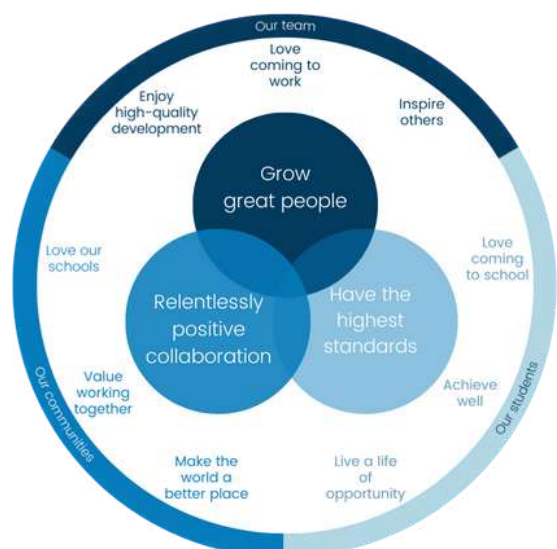 Our team
Love
coming to
work
Enjoy
high-quality
development
Inspire
others
Grow
great people
Love our
schools
Love
coming
to school
Relentlessly
positive
collaboration
Have the
highest
standards
Value
working
together
Achieve
well
Our communities
Our students
Make the
world a
better place
Live a life
of
opportunity